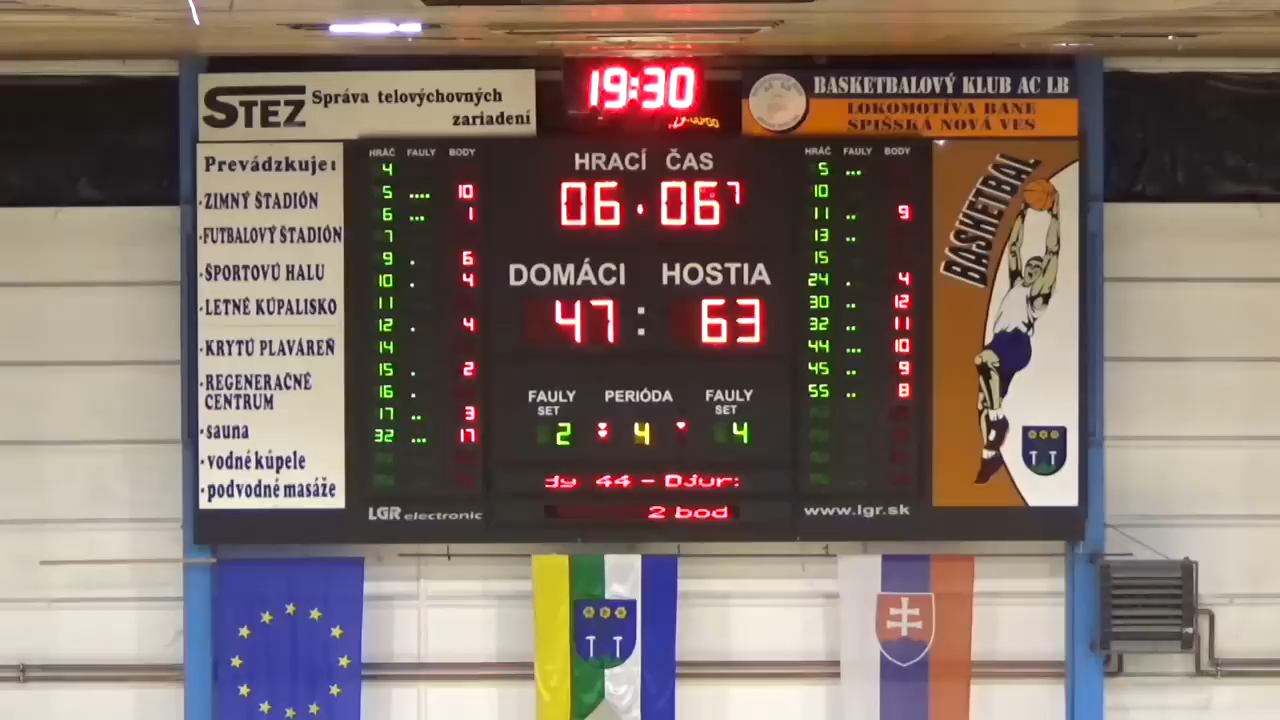 19:30
STEZ Správa telovýchovných
zariadení
BASKETBALOVÝ KLUB AC LB
LOKOMOTÍVA BANE
SPIŠSKÁ NOVÁ VES
Prevádzkuje:
·ZIMNÝ ŠTADIÓN
·FUTBALOVÝ ŠTADIÓN
·ŠPORTOVÚ HALU
·LETNÉ KÚPALISKO
·KRYTÚ PLAVÁREŇ
·REGENERAČNÉ
CENTRUM
·sauna
·vodné kúpele
·podvodné masáže
HRÁČ FAULY BODY
4
5 .... 10
6 ... 1
7
9 . 6
10 . 4
11
12 . 4
14
15 . 2
16 .
17 .. 3
32 ... 17
LGR electronic
HRACÍ ČAS
06 . 06 7
DOMÁCI HOSTIA
47 : 63
FAULY PERIÓDA FAULY
SET SET
2 : 4 . 4
44 - Djur:
2 bod
HRÁČ FAULY BODY
5 ...
10
11 .. 9
13 ..
15
24 . 4
30 .. 12
32 .. 11
44 ... 10
45 .. 9
55 .. 8
www.lgr.sk
BASKETBAL